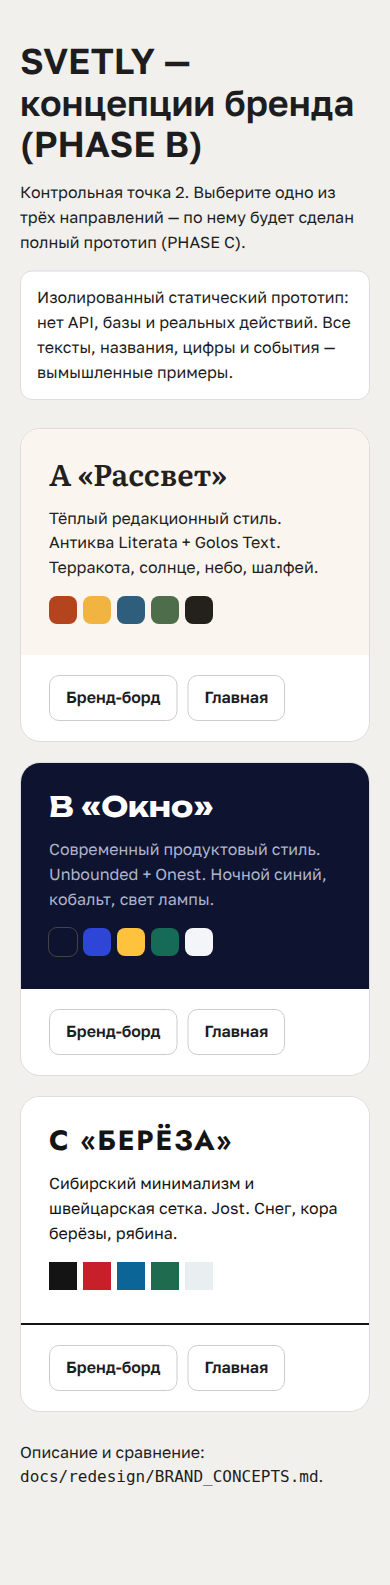 SVETLY —
концепции бренда
(PHASE B)
Контрольная точка 2. Выберите одно из
трёх направлений — по нему будет сделан
полный прототип (PHASE C).
Изолированный статический прототип:
нет API, базы и реальных действий. Все
тексты, названия, цифры и события —
вымышленные примеры.
A «Рассвет»
Тёплый редакционный стиль.
Антиква Literata + Golos Text.
Терракота, солнце, небо, шалфей.
Бренд-борд Главная
B «Окно»
Современный продуктовый стиль.
Unbounded + Onest. Ночной синий,
кобальт, свет лампы.
Бренд-борд Главная
C «БЕРЁЗА»
Сибирский минимализм и
швейцарская сетка. Jost. Снег, кора
берёзы, рябина.
Бренд-борд Главная
Описание и сравнение:
docs/redesign/BRAND_CONCEPTS.md.